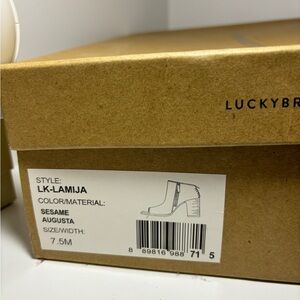 LUCKYBR
STYLE:
LK-LAMIJA
COLOR/MATERIAL:
SESAME
AUGUSTA
SIZE/WIDTH:
7.5M
8 89816 988 71 5